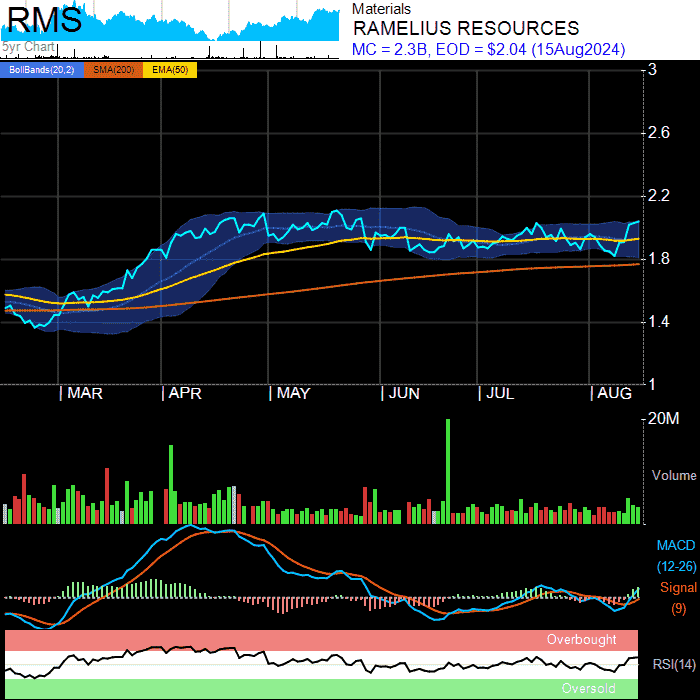 RMS
5yr Chart
Materials
RAMELIUS RESOURCES
MC = 2.3B, EOD = $2.04 (15Aug2024)
BollBands(20,2) SMA(200) EMA(50)
3
2.6
2.2
1.8
1.4
1
MAR APR MAY JUN JUL AUG
20M
Volume
MACD
(12-26)
Signal
(9)
Overbought
RSI(14)
Oversold